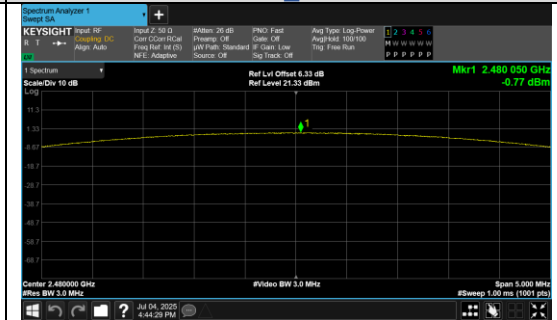 Spectrum Analyzer 1
Swept SA
+
KEYSIGHT Input: RF Input Z: 50 Ω #Atten: 26 dB PNO: Fast Avg Type: Log-Power 1 2 3 4 5 6
R T Coupling: DC Corr CCorr RCal Preamp: Off Gate: Off Avg|Hold: 100/100 M W W W W W
Align: Auto Freq Ref: Int (S) µW Path: Standard IF Gain: Low Trig: Free Run P P P P P P
NFE: Adaptive Source: Off Sig Track: Off
1 Spectrum Ref Lvl Offset 6.33 dB Mkr1 2.480 050 GHz
Scale/Div 10 dB Ref Level 21.33 dBm -0.77 dBm
Log
11.3
1
1.33
-8.67
-18.7
-28.7
-38.7
-48.7
-58.7
-68.7
Center 2.480000 GHz #Video BW 3.0 MHz Span 5.000 MHz
#Res BW 3.0 MHz #Sweep 1.00 ms (1001 pts)
? Jul 04, 2025
4:44:29 PM